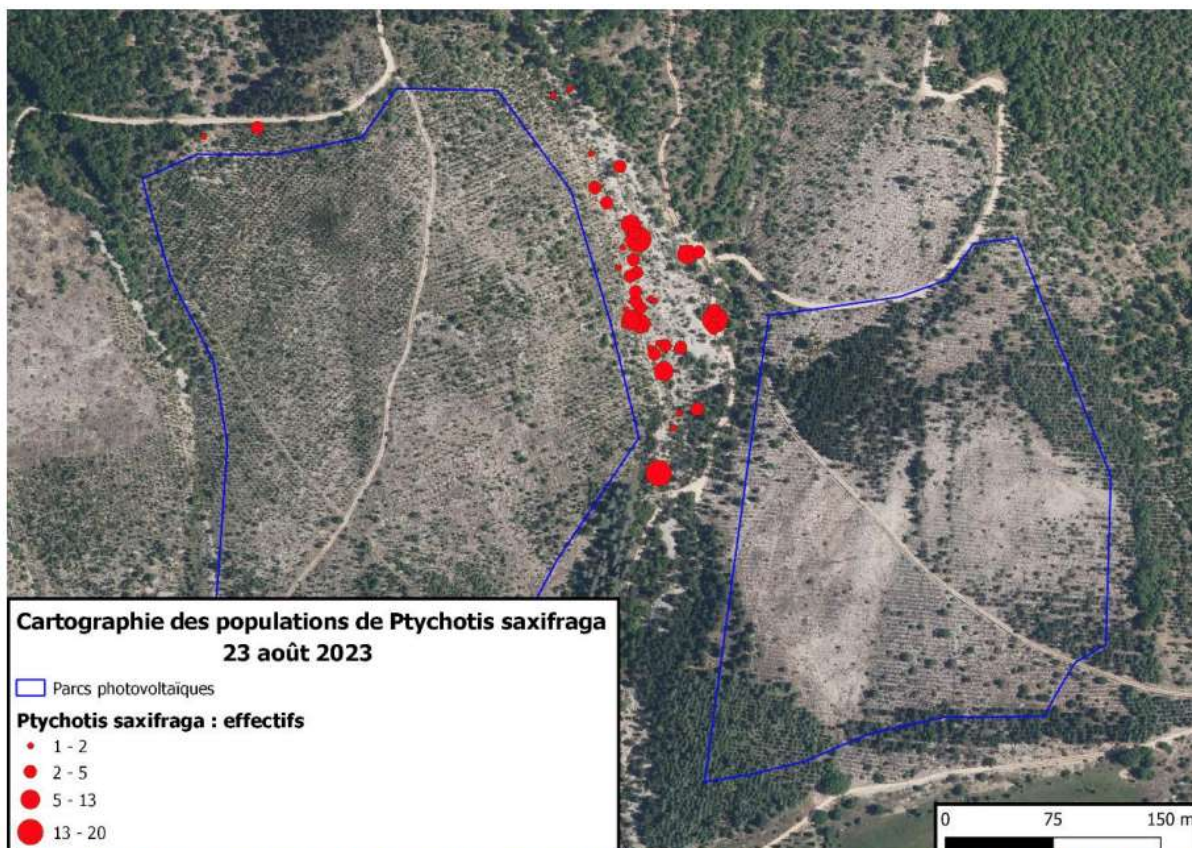 Cartographie des populations de Ptychotis saxifraga
23 août 2023
Parcs photovoltaïques
Ptychotis saxifraga : effectifs
1 - 2
2 - 5
5 - 13
13 - 20
0 75 150 m